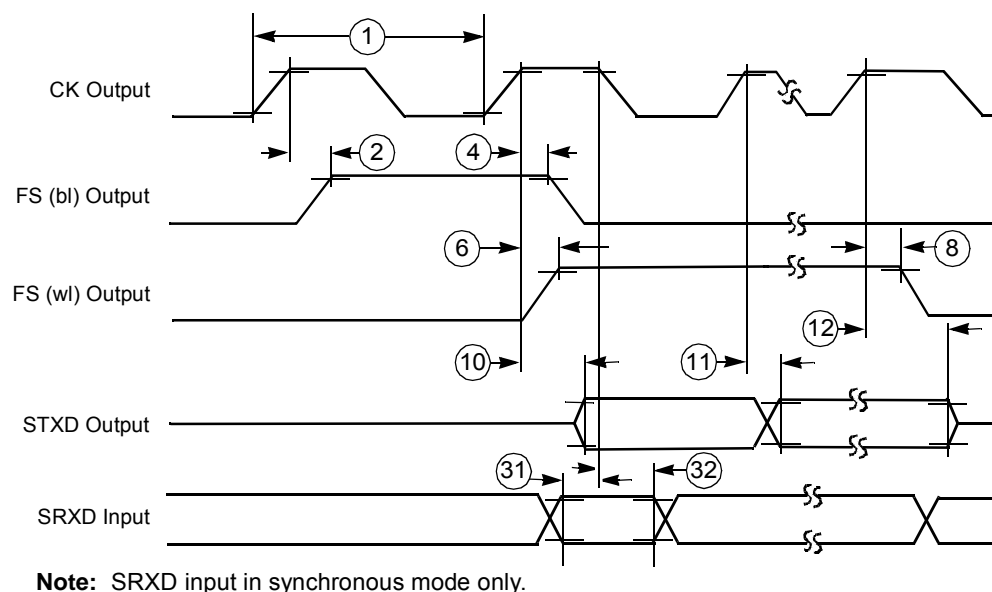 1
CK Output
2
4
FS (bl) Output
6
8
FS (wl) Output
12
10
11
STXD Output
31
32
SRXD Input
Note: SRXD input in synchronous mode only.